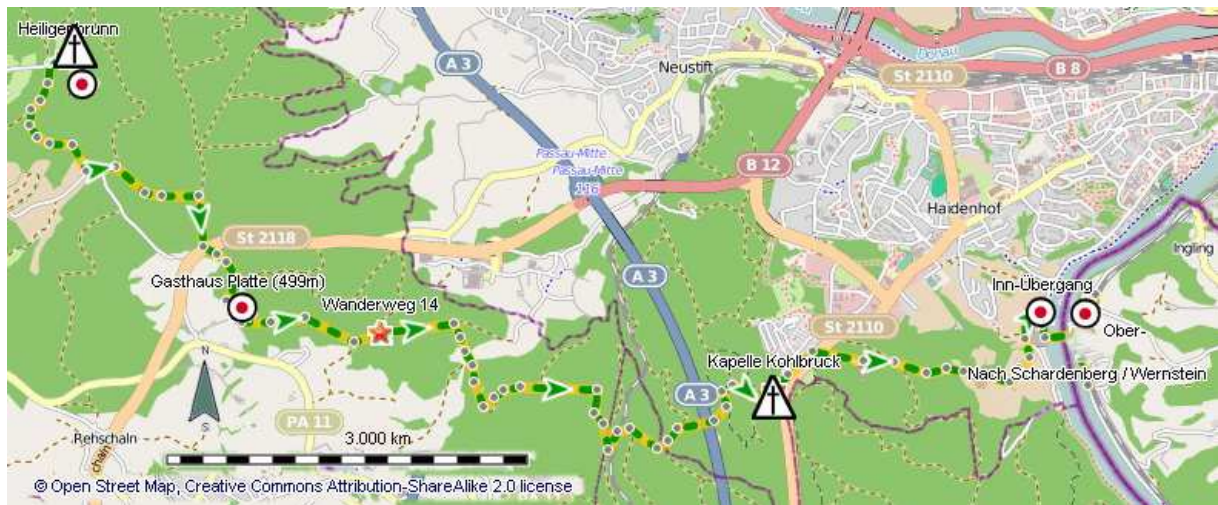 Heiligenbrunn
A 3
Neustift
Donau
St 2110
B 8
Passau-Mitte
Passau-Mitte
116
B 12
Haidenhof
St 2118
Ingling
Gasthaus Platte (499m)
A 3
Inn-Übergang
Wanderweg 14
St 2110
Ober-
Kapelle Kohlbruck
Nach Schardenberg / Wernstein
A 3
N
S
PA 11
Rehschaln
3.000 km
chaln
© Open Street Map, Creative Commons Attribution-ShareAlike 2.0 license